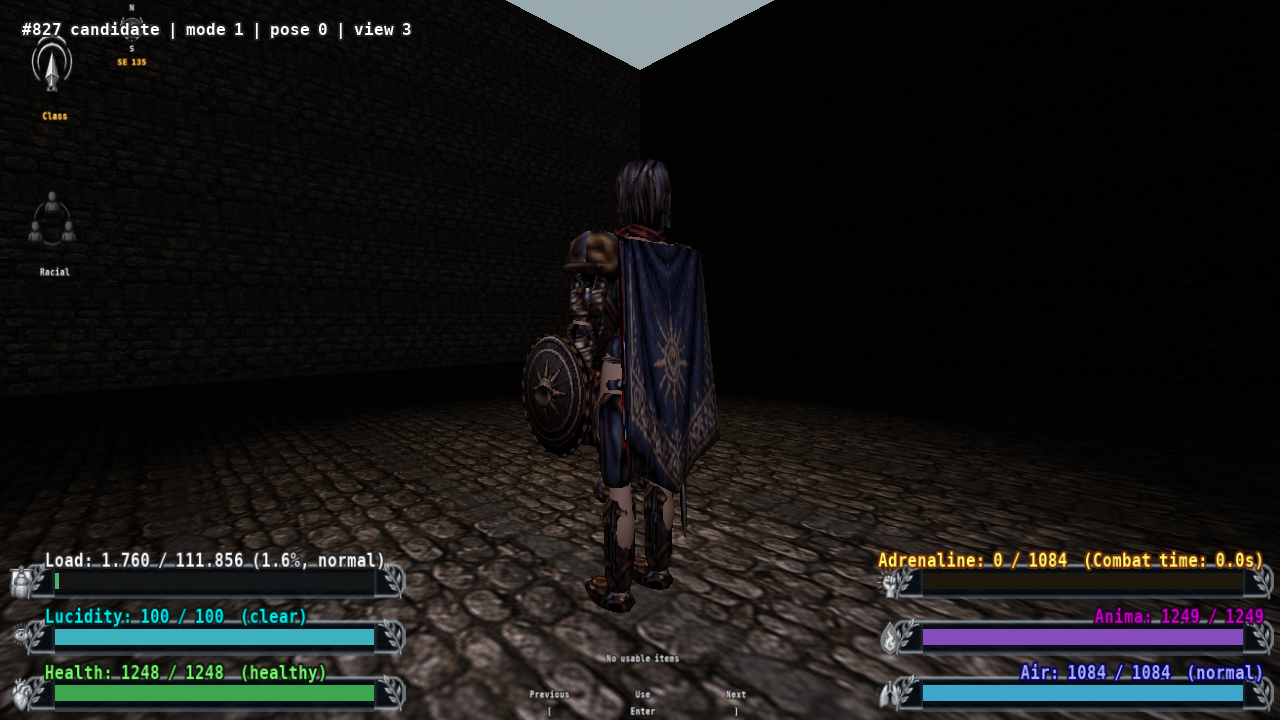 #827 candidate | mode 1 | pose 0 | view 3
N
S
SE 135
Class
Racial
Load: 1.760 / 111.856 (1.6%, normal)
Lucidity: 100 / 100 (clear)
Health: 1248 / 1248 (healthy)
Adrenaline: 0 / 1084 (Combat time: 0.0s)
Anima: 1249 / 1249
Air: 1084 / 1084 (normal)
No usable items
Previous Use Next
[ Enter ]